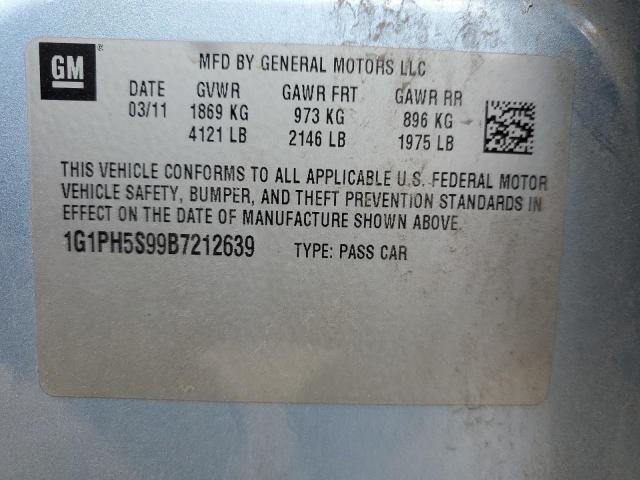 GM ®
MFD BY GENERAL MOTORS LLC
DATE GVWR GAWR FRT GAWR RR
03/11 1869 KG 973 KG 896 KG
4121 LB 2146 LB 1975 LB
THIS VEHICLE CONFORMS TO ALL APPLICABLE U.S. FEDERAL MOTOR
VEHICLE SAFETY, BUMPER, AND THEFT PREVENTION STANDARDS IN
EFFECT ON THE DATE OF MANUFACTURE SHOWN ABOVE.
1G1PH5S99B7212639 TYPE: PASS CAR